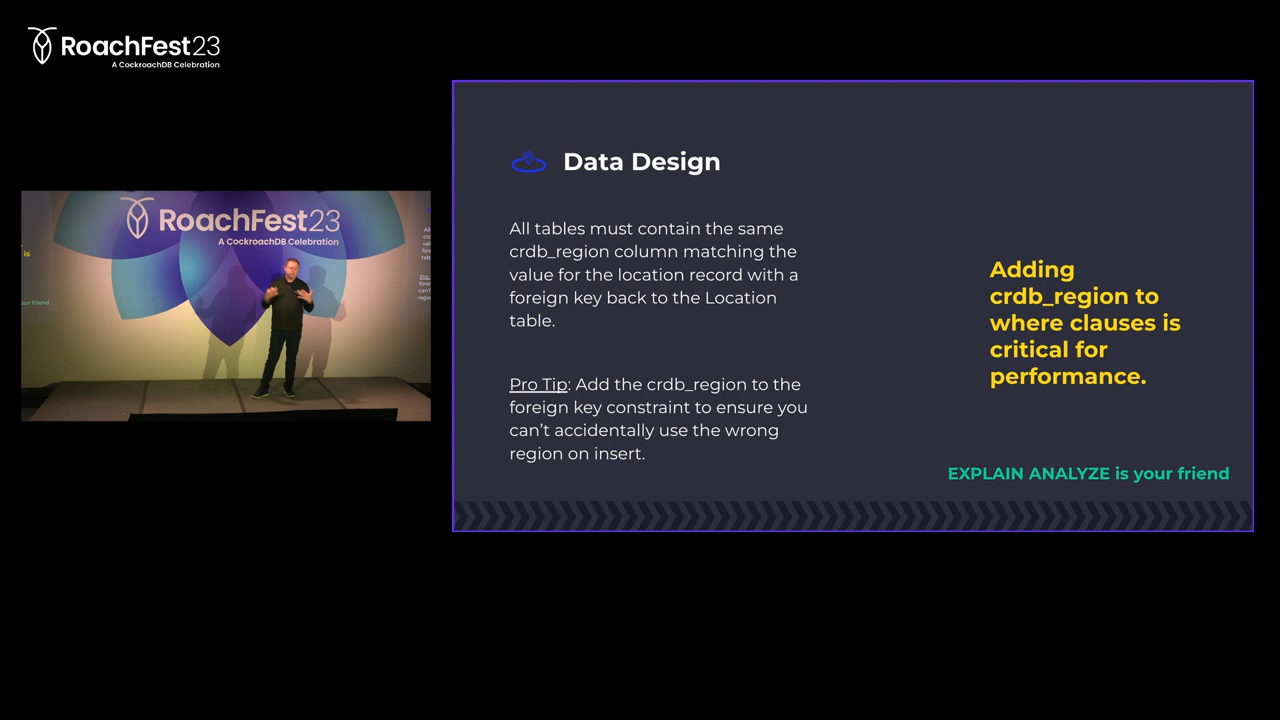 RoachFest23
A CockroachDB Celebration
RoachFest23
A CockroachDB Celebration
is
our friend
Data Design
All tables must contain the same
crdb_region column matching the
value for the location record with a
foreign key back to the Location
table.
Pro Tip: Add the crdb_region to the
foreign key constraint to ensure you
can't accidentally use the wrong
region on insert.
Adding
crdb_region to
where clauses is
critical for
performance.
EXPLAIN ANALYZE is your friend